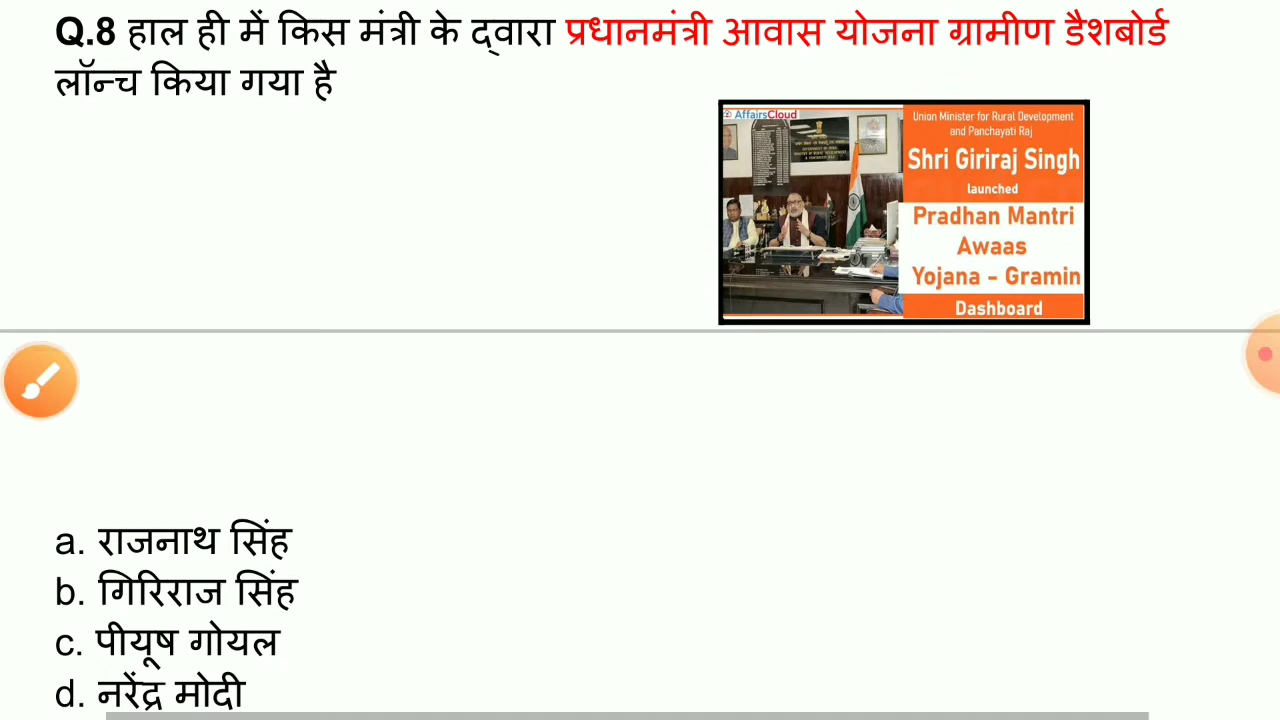 Q.8 हाल ही में किस मंत्री के द्वारा प्रधानमंत्री आवास योजना ग्रामीण डैशबोर्ड
लॉन्च किया गया है
AffairsCloud
Union Minister for Rural Development
and Panchayati Raj
Shri Giriraj Singh
launched
Pradhan Mantri
Awaas
Yojana - Gramin
Dashboard
a. राजनाथ सिंह
b. गिरिराज सिंह
c. पीयूष गोयल
d. नरेंद्र मोदी